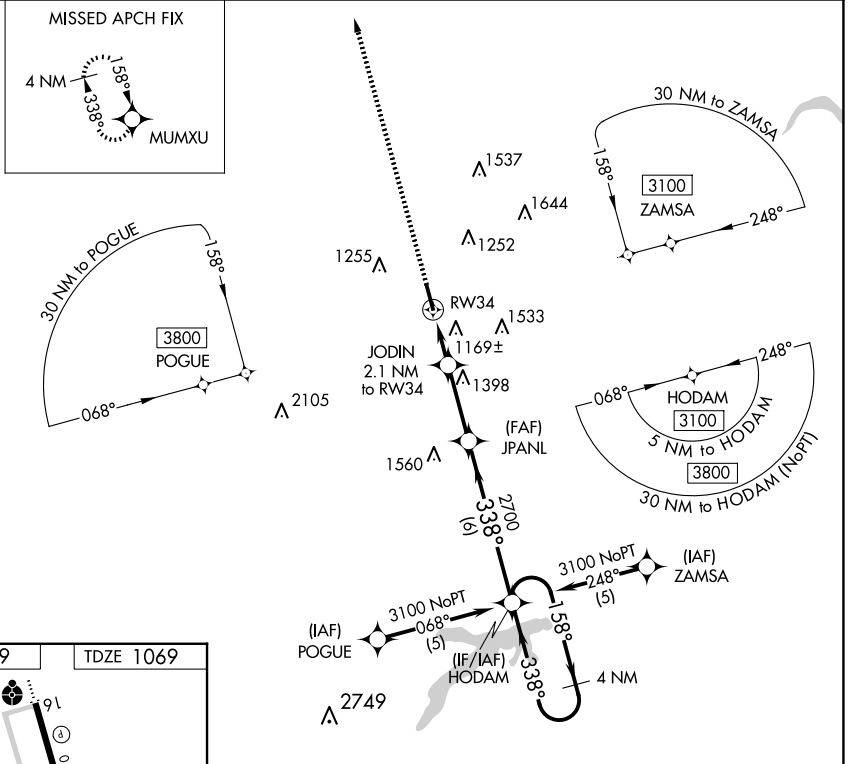 MISSED APCH FIX
4 NM
158°
338°
MUMXU
30 NM to ZAMSA
158°
3100
ZAMSA
248°
1537
1644
1252
1255
30 NM to POGUE
158°
3800
POGUE
068°
RW34
1533
1169±
JODIN
2.1 NM
to RW34
1398
2105
(FAF)
JPANL
1560
068°
248°
HODAM
3100
5 NM to HODAM
3800
30 NM to HODAM (NoPT)
2700
338°
(6)
3100 NoPT
248°
(5)
(IAF)
ZAMSA
3100 NoPT
068°
(5)
(IAF)
POGUE
(IF/IAF)
HODAM
158°
338°
4 NM
2749
9
TDZE 1069
16
P
0